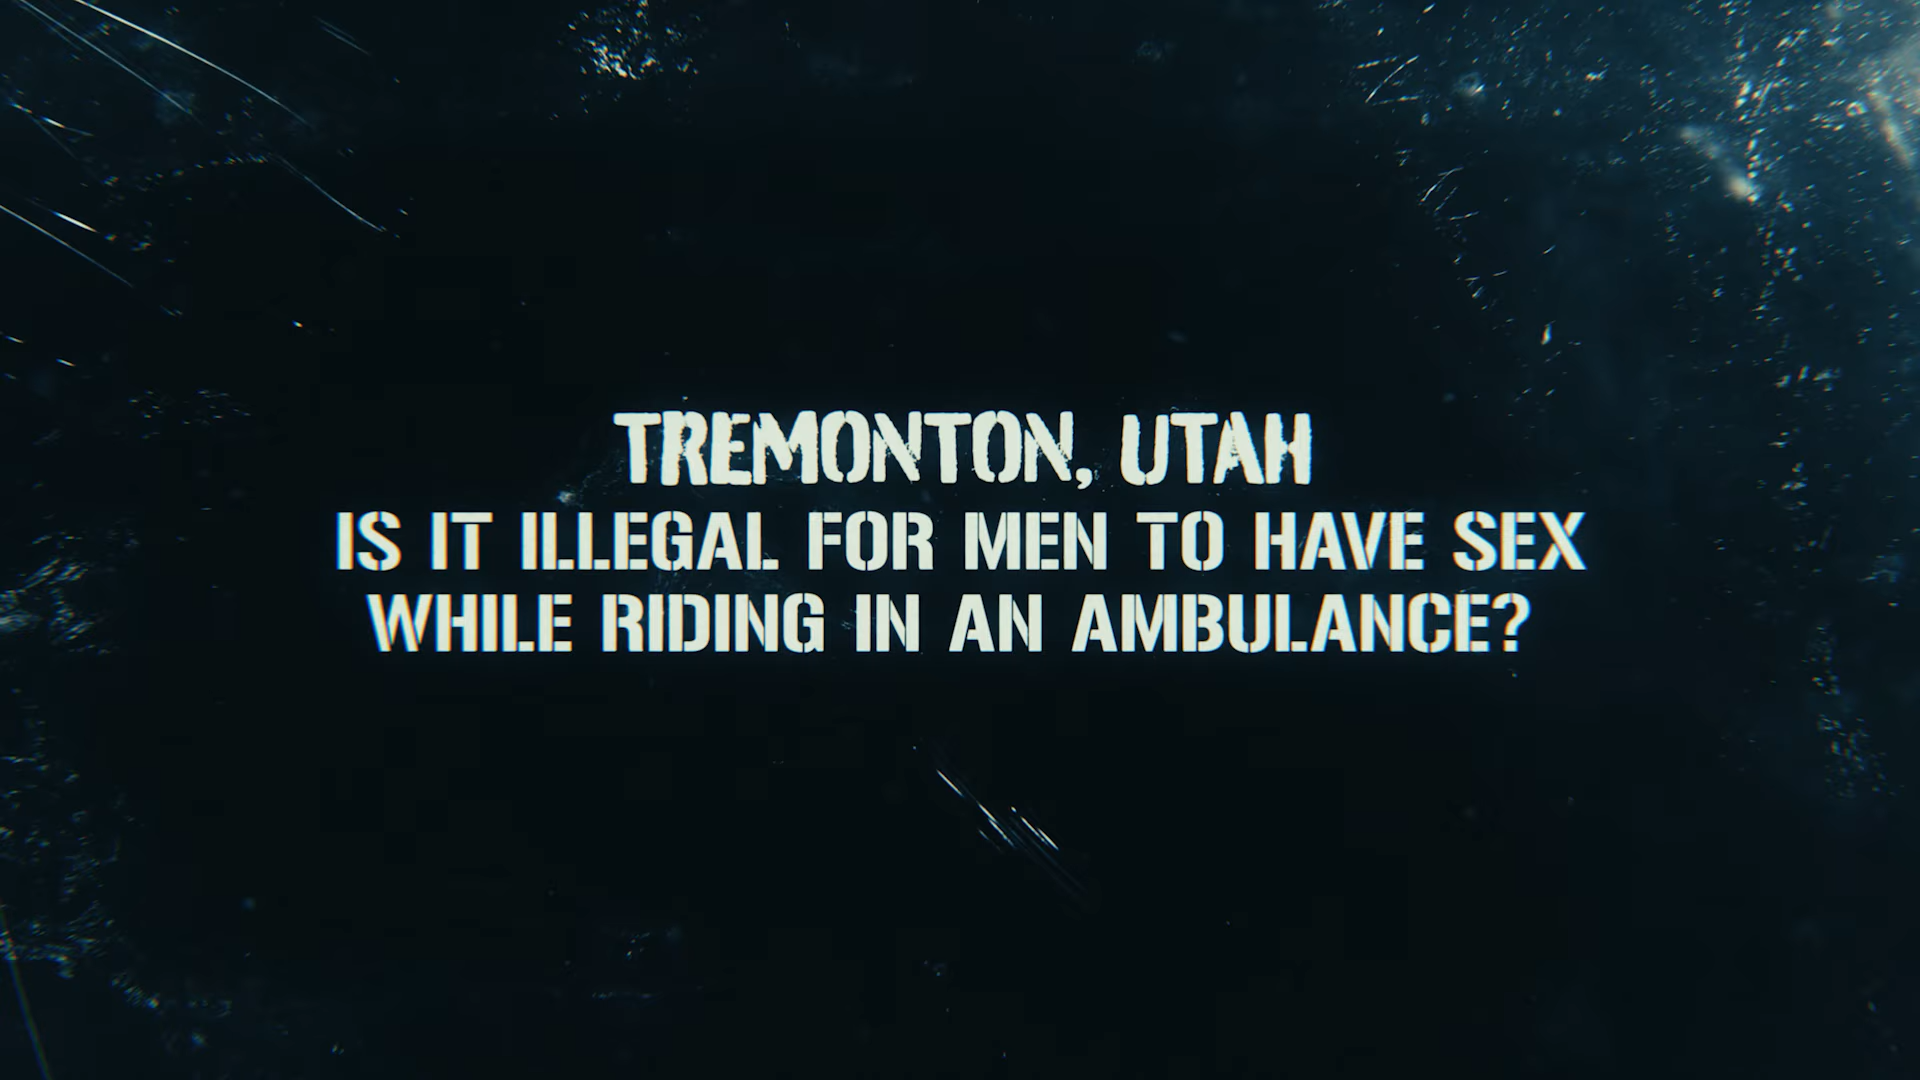 TREMONTON, UTAH
IS IT ILLEGAL FOR MEN TO HAVE SEX
WHILE RIDING IN AN AMBULANCE?